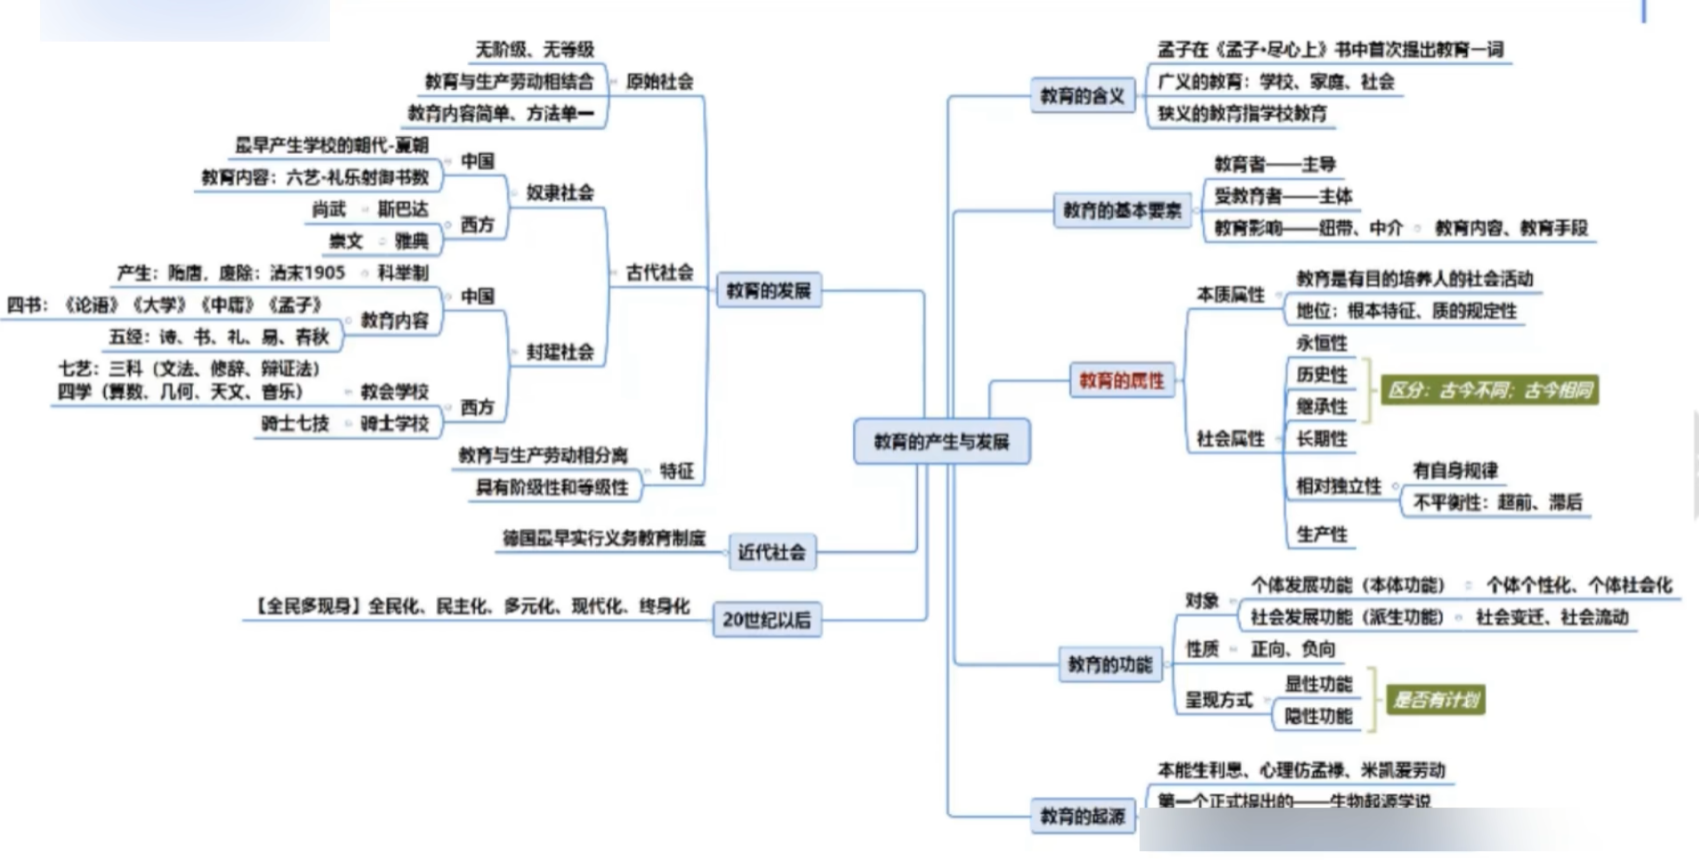 教育的产生与发展
教育的含义
孟子在《孟子·尽心上》书中首次提出教育一词
广义的教育：学校、家庭、社会
狭义的教育指学校教育
教育的基本要素
教育者——主导
受教育者——主体
教育影响——纽带、中介
教育内容、教育手段
教育的属性
本质属性
教育是有目的培养人的社会活动
地位：根本特征、质的规定性
社会属性
永恒性
历史性
继承性
区分：古今不同；古今相同
长期性
相对独立性
有自身规律
不平衡性：超前、滞后
生产性
教育的功能
对象
个体发展功能（本体功能）
个体个性化、个体社会化
社会发展功能（派生功能）
社会变迁、社会流动
性质
正向、负向
呈现方式
显性功能
隐性功能
是否有计划
教育的起源
本能生利息、心理仿孟禄、米凯爱劳动
第一个正式提出的——生物起源学说
教育的发展
原始社会
无阶级、无等级
教育与生产劳动相结合
教育内容简单、方法单一
古代社会
奴隶社会
中国
最早产生学校的朝代-夏朝
教育内容：六艺-礼乐射御书数
西方
斯巴达
尚武
雅典
崇文
封建社会
中国
科举制
产生：隋唐，废除：清末1905
教育内容
四书：《论语》《大学》《中庸》《孟子》
五经：诗、书、礼、易、春秋
西方
教会学校
七艺：三科（文法、修辞、辩证法）
四学（算数、几何、天文、音乐）
骑士学校
骑士七技
特征
教育与生产劳动相分离
具有阶级性和等级性
近代社会
德国最早实行义务教育制度
20世纪以后
【全民多现身】全民化、民主化、多元化、现代化、终身化